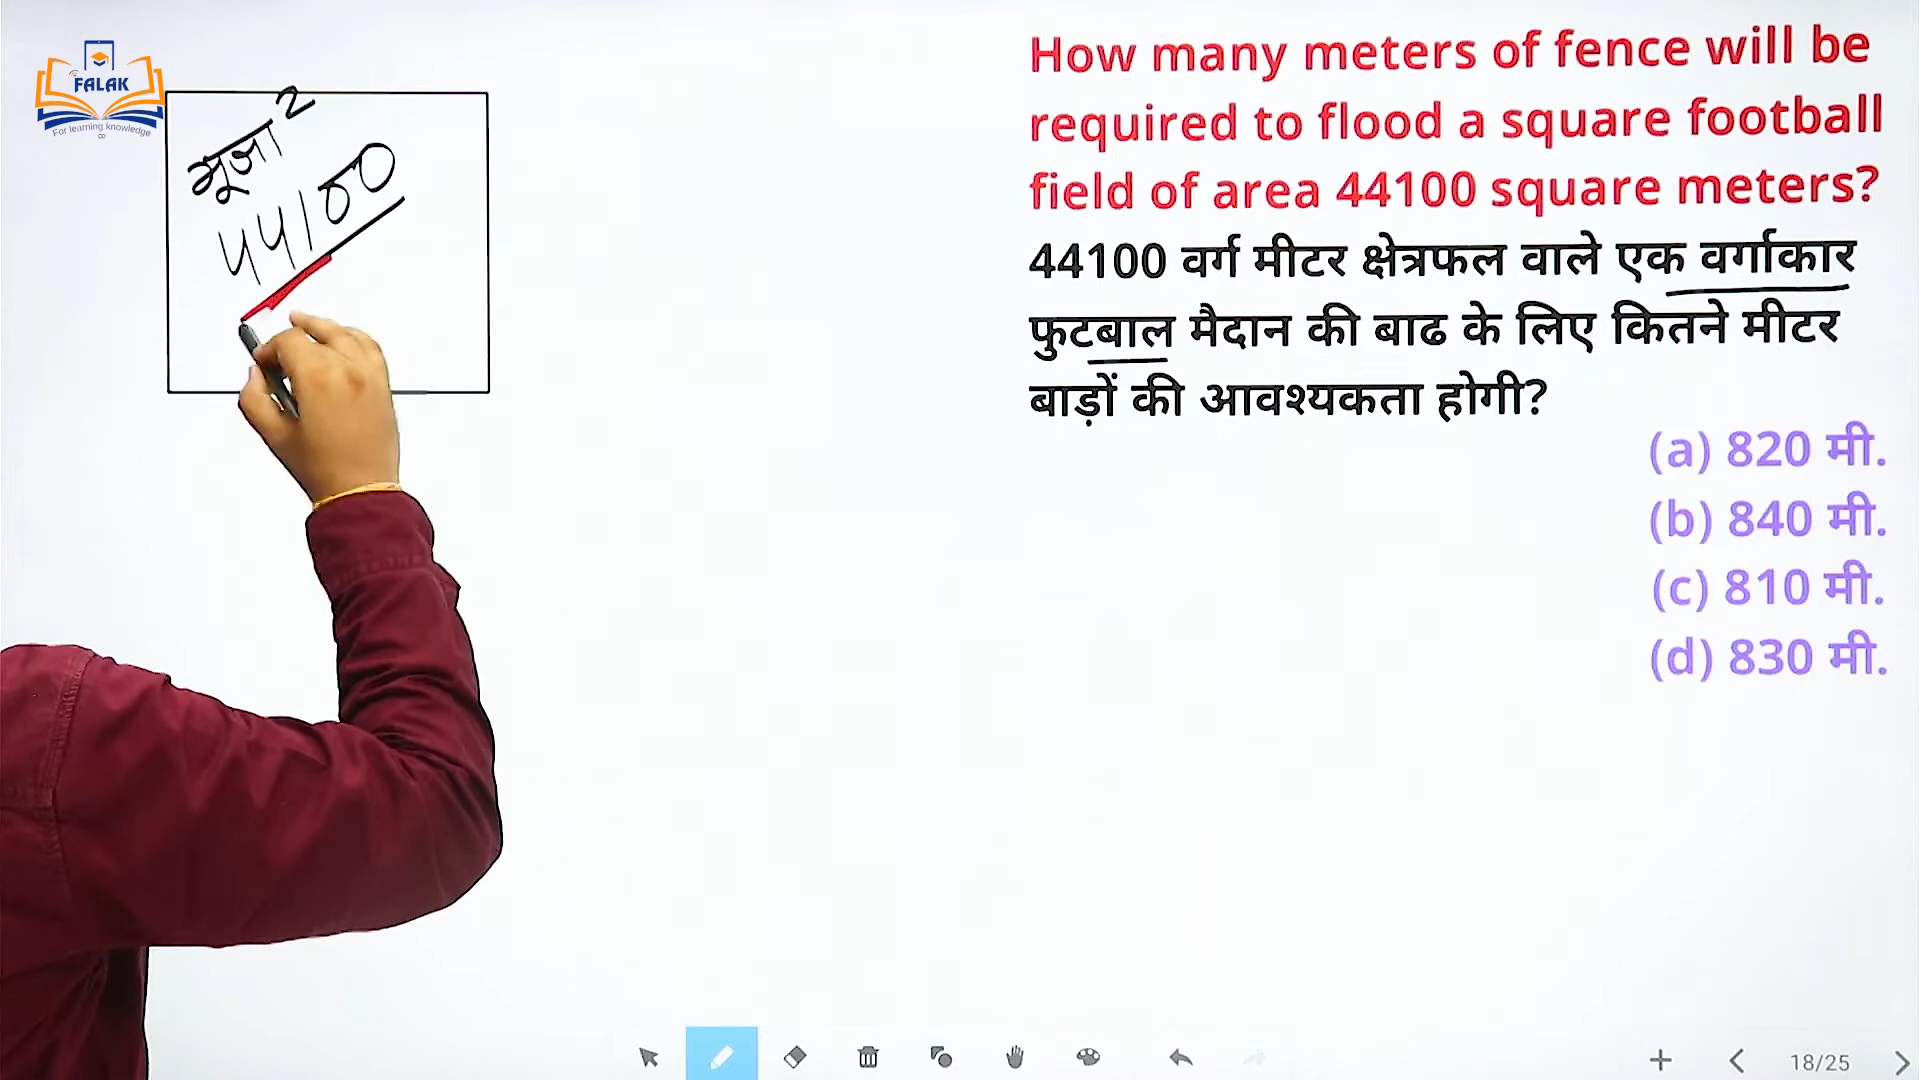 FALAK
For learning knowledge
भूजा²
44100
How many meters of fence will be
required to flood a square football
field of area 44100 square meters?
44100 वर्ग मीटर क्षेत्रफल वाले एक वर्गाकार
फुटबाल मैदान की बाढ के लिए कितने मीटर
बाड़ों की आवश्यकता होगी?
(a) 820 मी.
(b) 840 मी.
(c) 810 मी.
(d) 830 मी.
18/25